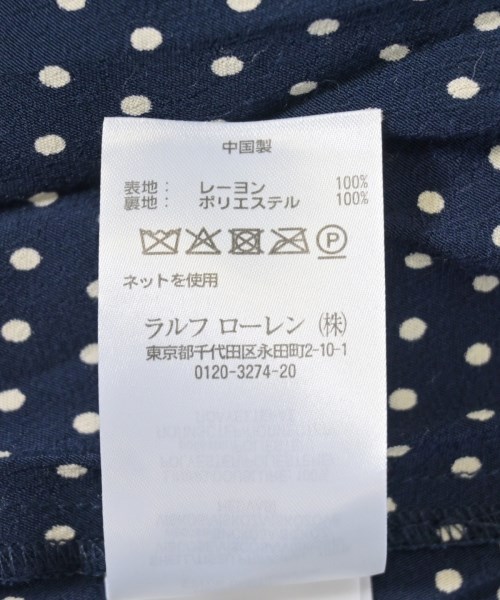 中国製
表地： レーヨン 100%
裏地： ポリエステル 100%
ネットを使用
ラルフ ローレン (株)
東京都千代田区永田町2-10-1
0120-3274-20